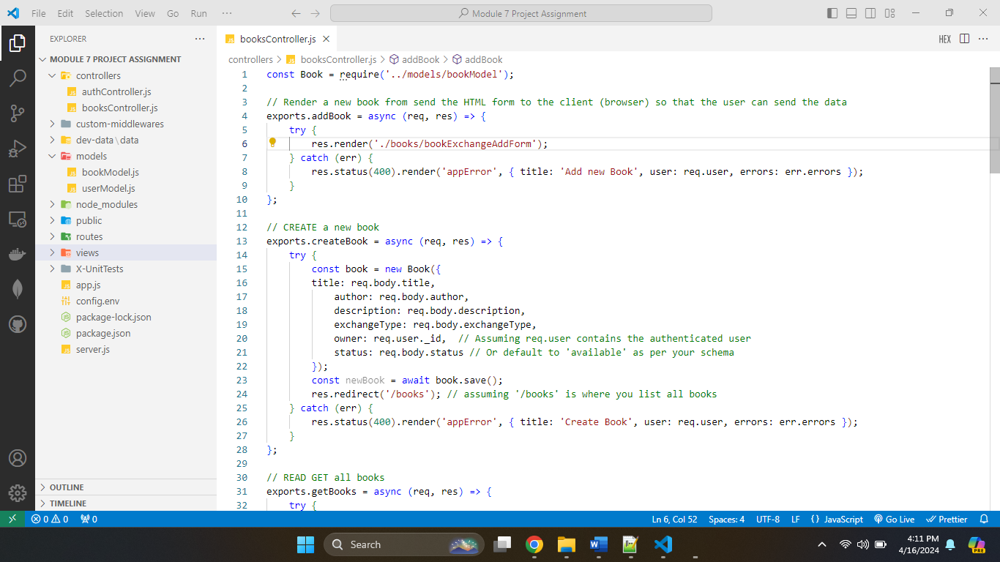 File Edit Selection View Go Run ···
Module 7 Project Assignment
EXPLORER
MODULE 7 PROJECT ASSIGNMENT
controllers
authController.js
booksController.js
custom-middlewares
dev-data\data
models
bookModel.js
userModel.js
node_modules
public
routes
views
X-UnitTests
app.js
config.env
package-lock.json
package.json
server.js
OUTLINE
TIMELINE
JS booksController.js
HEX
controllers > JS booksController.js > addBook > addBook
1 const Book = require('../models/bookModel');
2
3 // Render a new book from send the HTML form to the client (browser) so that the user can send the data
4 exports.addBook = async (req, res) => {
5 try {
6 res.render('./books/bookExchangeAddForm');
7 } catch (err) {
8 res.status(400).render('appError', { title: 'Add new Book', user: req.user, errors: err.errors });
9 }
10 };
11
12 // CREATE a new book
13 exports.createBook = async (req, res) => {
14 try {
15 const book = new Book({
16 title: req.body.title,
17 author: req.body.author,
18 description: req.body.description,
19 exchangeType: req.body.exchangeType,
20 owner: req.user._id, // Assuming req.user contains the authenticated user
21 status: req.body.status // Or default to 'available' as per your schema
22 });
23 const newBook = await book.save();
24 res.redirect('/books'); // assuming '/books' is where you list all books
25 } catch (err) {
26 res.status(400).render('appError', { title: 'Create Book', user: req.user, errors: err.errors });
27 }
28 };
29
30 // READ GET all books
31 exports.getBooks = async (req, res) => {
32 try {
0 0 0
Ln 6, Col 52 Spaces: 4 UTF-8 LF {} JavaScript Go Live Prettier
Search
4:11 PM
4/16/2024
PRE